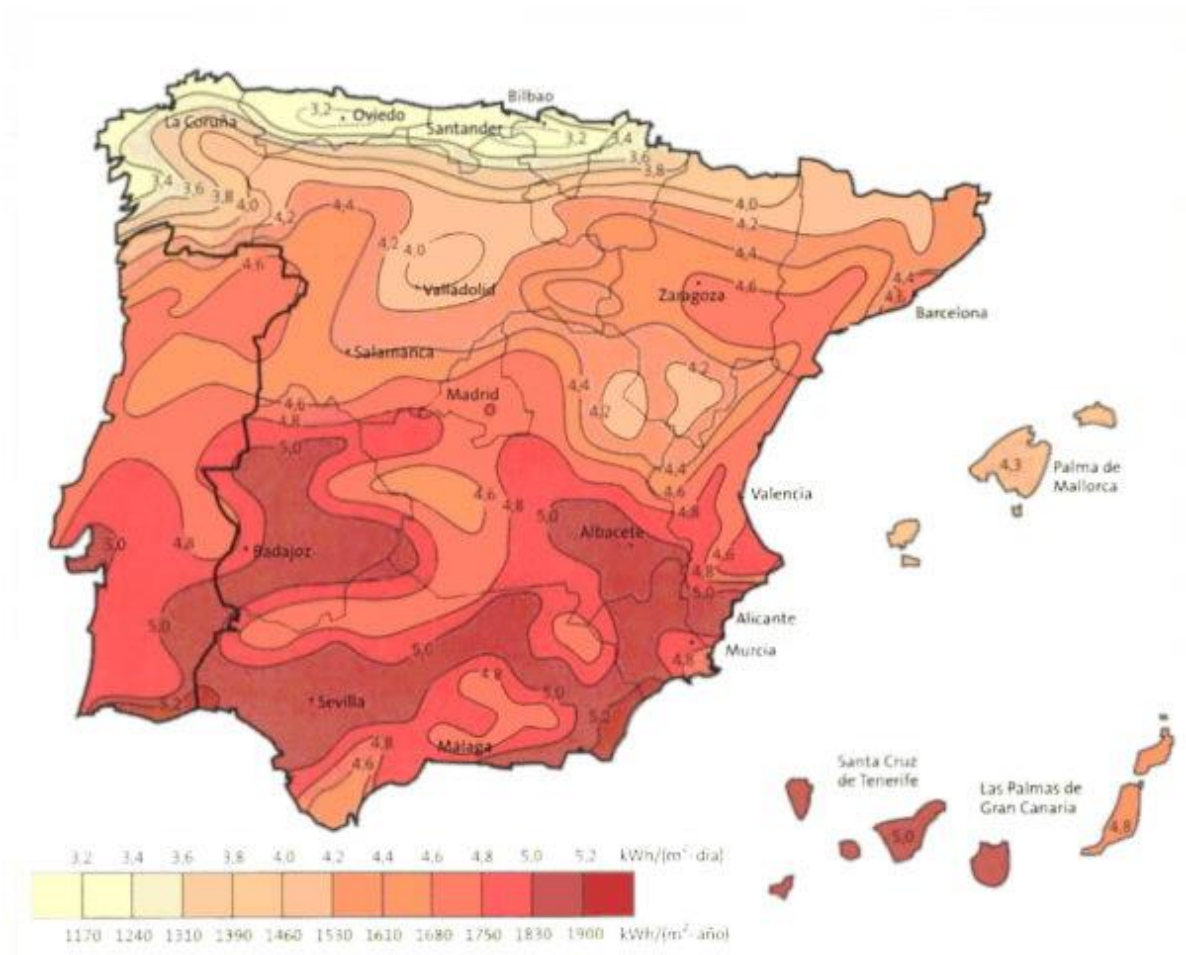 Bilbao
3,2
Oviedo
La Coruña
Santander
3,2
3,4
3,6
3,8
3,4
3,6
3,8
4,0
4,0
4,2
4,2
4,4
4,2
4,0
4,4
4,6
4,4
4,6
Valladolid
Zaragoza
4,6
Barcelona
Salamanca
4,2
4,4
Madrid
4,6
4,2
4,8
5,0
4,3
Palma de
Mallorca
4,4
4,6
4,6
4,8
4,8
Valencia
5,0
Albacete
5,0
4,8
Badajoz
4,6
4,8
5,0
Alicante
5,0
Murcia
5,0
4,8
4,8
5,0
5,2
Sevilla
5,2
4,8
Málaga
4,6
Santa Cruz
de Tenerife
Las Palmas de
Gran Canaria
5,0
4,8
3,2 3,4 3,6 3,8 4,0 4,2 4,4 4,6 4,8 5,0 5,2 kWh/(m²·dia)
1170 1240 1310 1390 1460 1530 1610 1680 1750 1830 1900 kWh/(m²·año)